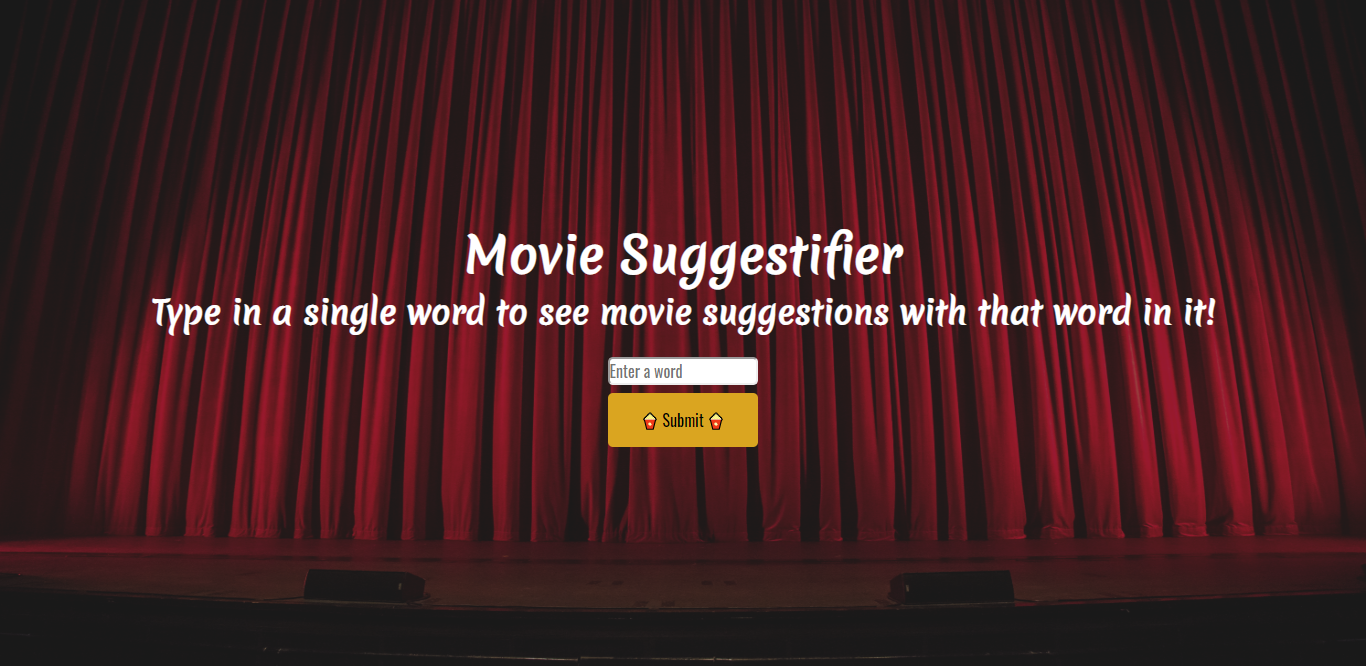 Movie Suggestifier
Type in a single word to see movie suggestions with that word in it!
Enter a word
🍿 Submit 🍿